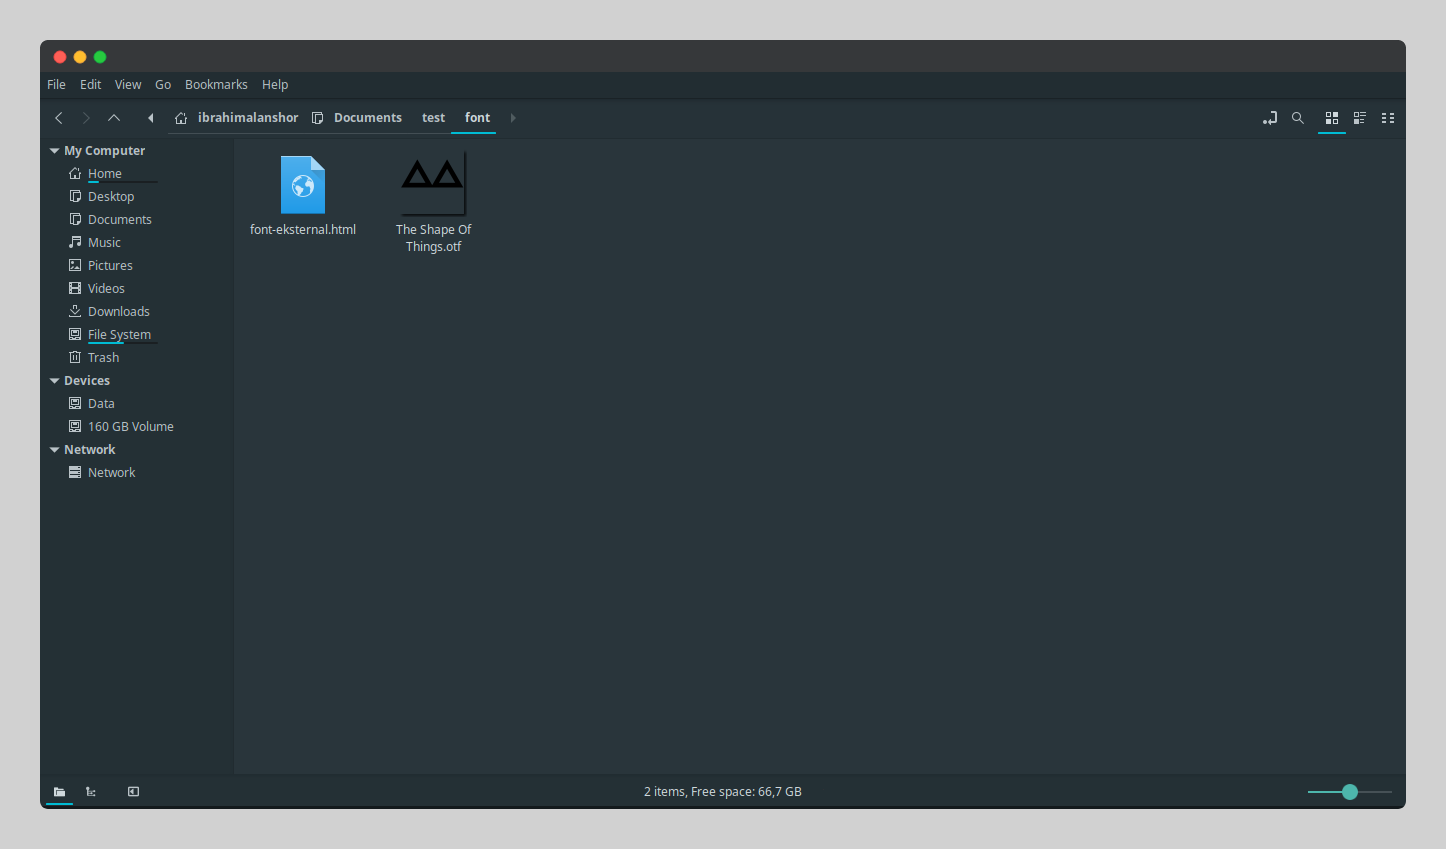 File Edit View Go Bookmarks Help
ibrahimalanshor Documents test font
My Computer
Home
Desktop
Documents
Music
Pictures
Videos
Downloads
File System
Trash
Devices
Data
160 GB Volume
Network
Network
font-eksternal.html
The Shape Of
Things.otf
2 items, Free space: 66,7 GB